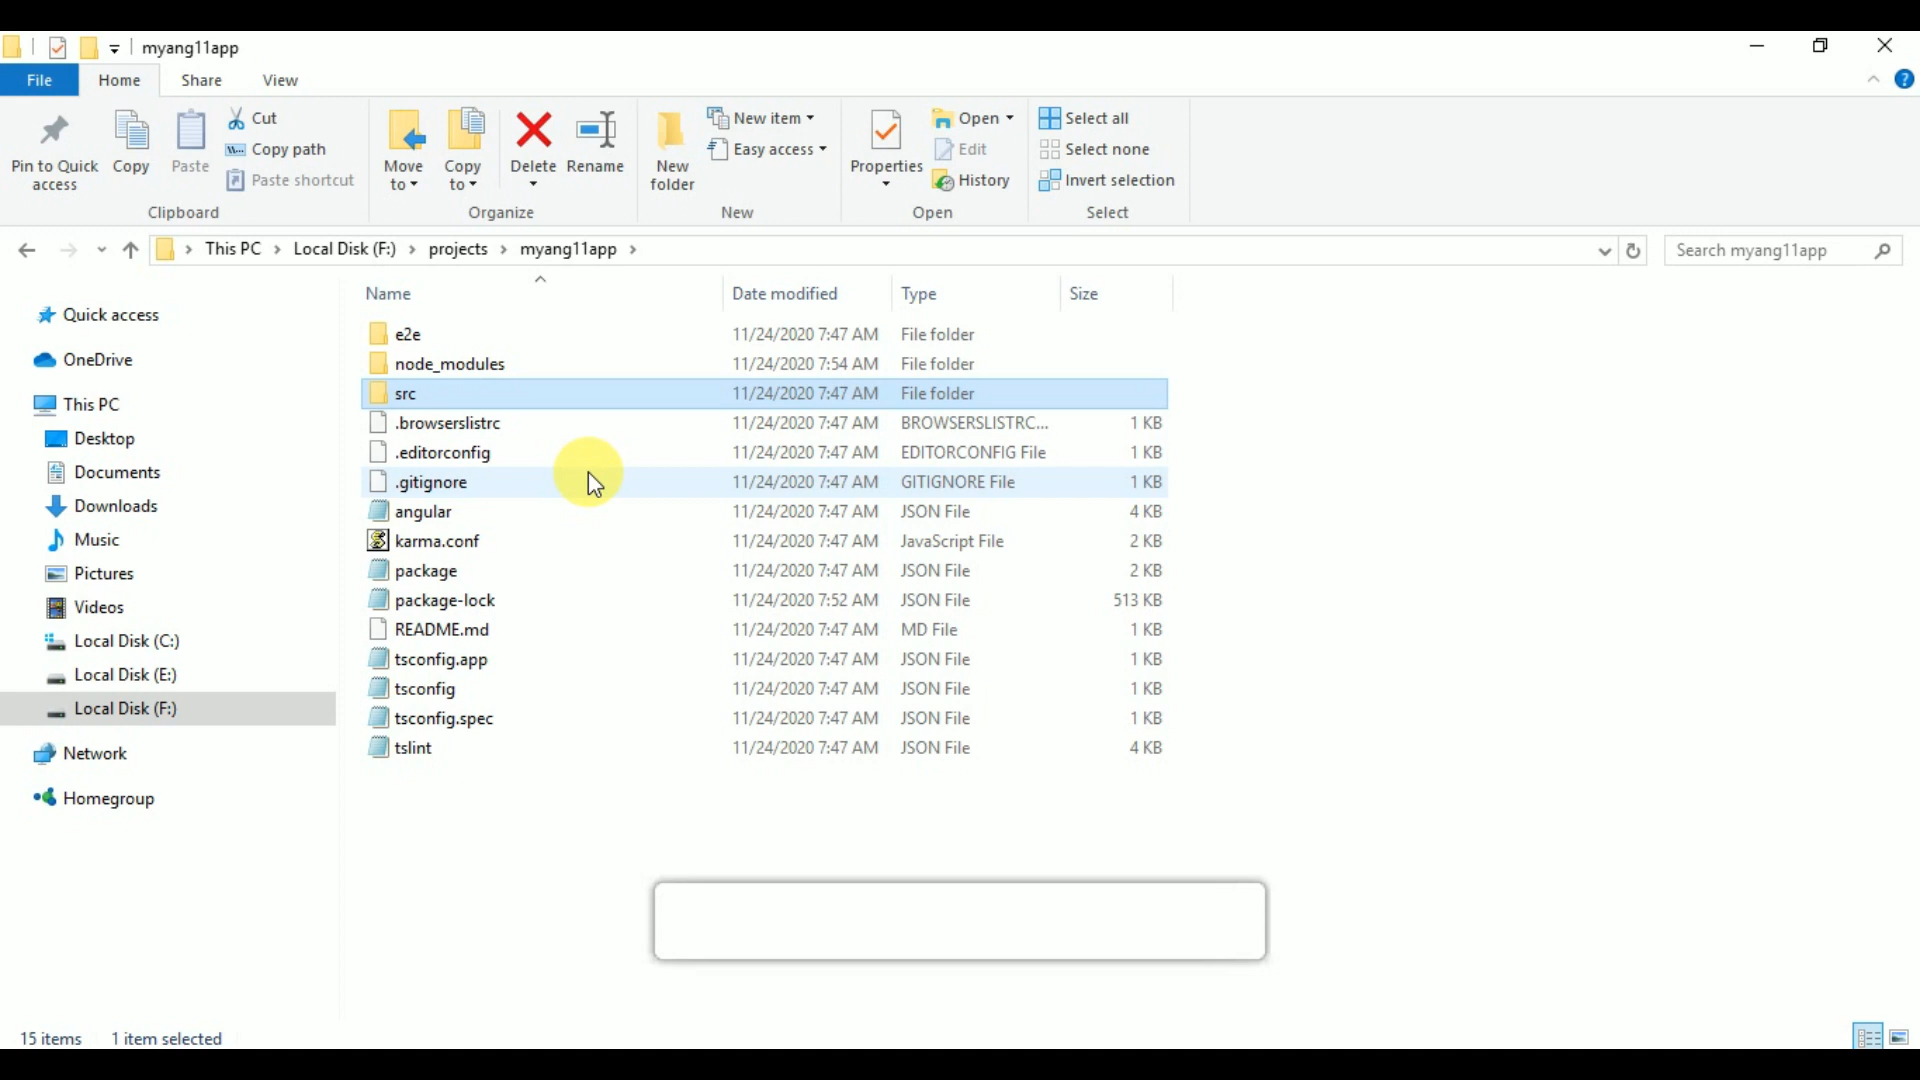 myang11app
File Home Share View
Pin to Quick access
Copy
Paste
Cut
Copy path
Paste shortcut
Clipboard
Move to
Copy to
Delete
Rename
Organize
New folder
New item
Easy access
New
Properties
Open
Edit
History
Open
Select all
Select none
Invert selection
Select
This PC > Local Disk (F:) > projects > myang11app >
Search myang11app
Quick access
OneDrive
This PC
Desktop
Documents
Downloads
Music
Pictures
Videos
Local Disk (C:)
Local Disk (E:)
Local Disk (F:)
Network
Homegroup
Name Date modified Type Size
e2e 11/24/2020 7:47 AM File folder
node_modules 11/24/2020 7:54 AM File folder
src 11/24/2020 7:47 AM File folder
.browserslistrc 11/24/2020 7:47 AM BROWSERSLISTRC... 1 KB
.editorconfig 11/24/2020 7:47 AM EDITORCONFIG File 1 KB
.gitignore 11/24/2020 7:47 AM GITIGNORE File 1 KB
angular 11/24/2020 7:47 AM JSON File 4 KB
karma.conf 11/24/2020 7:47 AM JavaScript File 2 KB
package 11/24/2020 7:47 AM JSON File 2 KB
package-lock 11/24/2020 7:52 AM JSON File 513 KB
README.md 11/24/2020 7:47 AM MD File 1 KB
tsconfig.app 11/24/2020 7:47 AM JSON File 1 KB
tsconfig 11/24/2020 7:47 AM JSON File 1 KB
tsconfig.spec 11/24/2020 7:47 AM JSON File 1 KB
tslint 11/24/2020 7:47 AM JSON File 4 KB
15 items 1 item selected